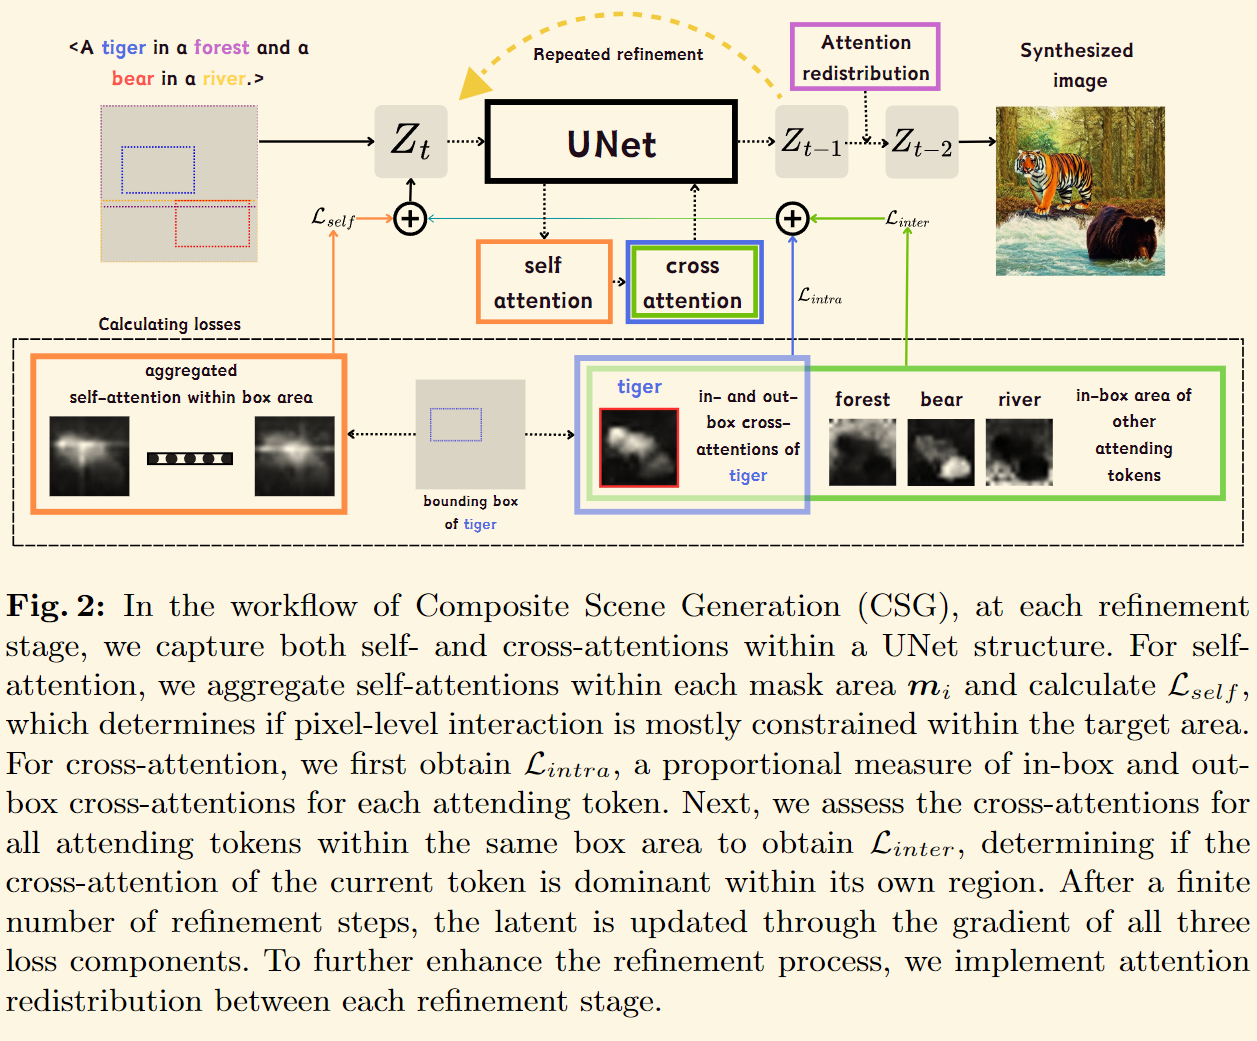 <A tiger in a forest and a
bear in a river.>
Repeated refinement
Attention
redistribution
Synthesized
image
Z_t
UNet
Z_{t−1}
Z_{t−2}
ℒ_{self}
ℒ_{inter}
self
attention
cross
attention
ℒ_{intra}
Calculating losses
aggregated
self-attention within box area
bounding box
of tiger
tiger
in- and out-
box cross-
attentions of
tiger
forest
bear
river
in-box area of
other
attending
tokens
Fig. 2: In the workflow of Composite Scene Generation (CSG), at each refinement
stage, we capture both self- and cross-attentions within a UNet structure. For self-
attention, we aggregate self-attentions within each mask area m_i and calculate ℒ_{self},
which determines if pixel-level interaction is mostly constrained within the target area.
For cross-attention, we first obtain ℒ_{intra}, a proportional measure of in-box and out-
box cross-attentions for each attending token. Next, we assess the cross-attentions for
all attending tokens within the same box area to obtain ℒ_{inter}, determining if the
cross-attention of the current token is dominant within its own region. After a finite
number of refinement steps, the latent is updated through the gradient of all three
loss components. To further enhance the refinement process, we implement attention
redistribution between each refinement stage.